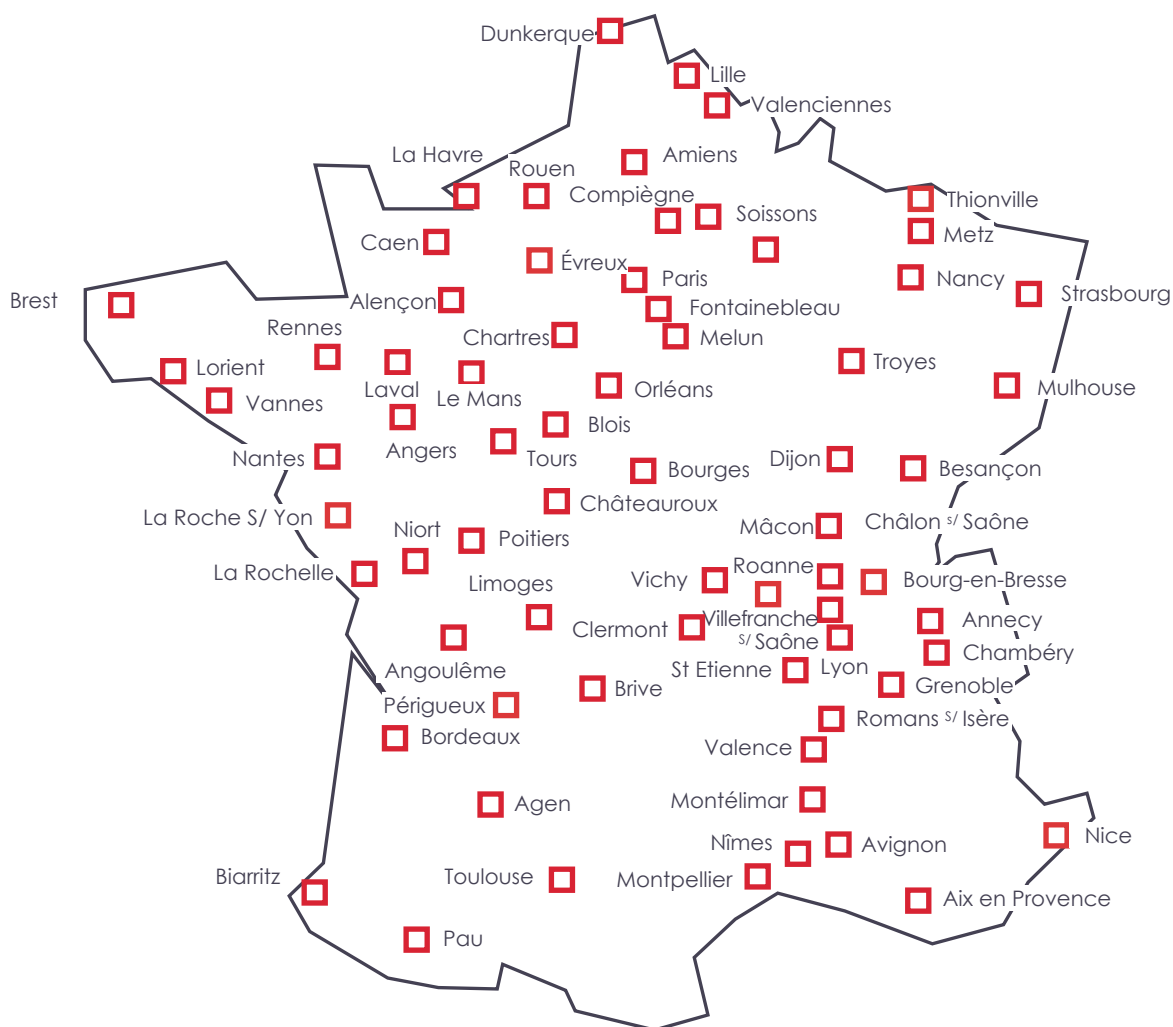 Dunkerque
Lille
Valenciennes
La Havre
Rouen
Amiens
Compiègne
Soissons
Thionville
Metz
Caen
Évreux
Paris
Nancy
Strasbourg
Brest
Alençon
Fontainebleau
Rennes
Chartres
Melun
Lorient
Laval
Le Mans
Orléans
Troyes
Mulhouse
Vannes
Angers
Tours
Blois
Nantes
Bourges
Dijon
Besançon
Châteauroux
La Roche S/ Yon
Niort
Poitiers
Mâcon
Châlon s/ Saône
La Rochelle
Limoges
Vichy
Roanne
Bourg-en-Bresse
Clermont
Villefranche
S/ Saône
Annecy
Angoulême
St Etienne
Lyon
Chambéry
Périgueux
Brive
Grenoble
Bordeaux
Romans S/ Isère
Valence
Agen
Montélimar
Nîmes
Avignon
Nice
Biarritz
Toulouse
Montpellier
Aix en Provence
Pau